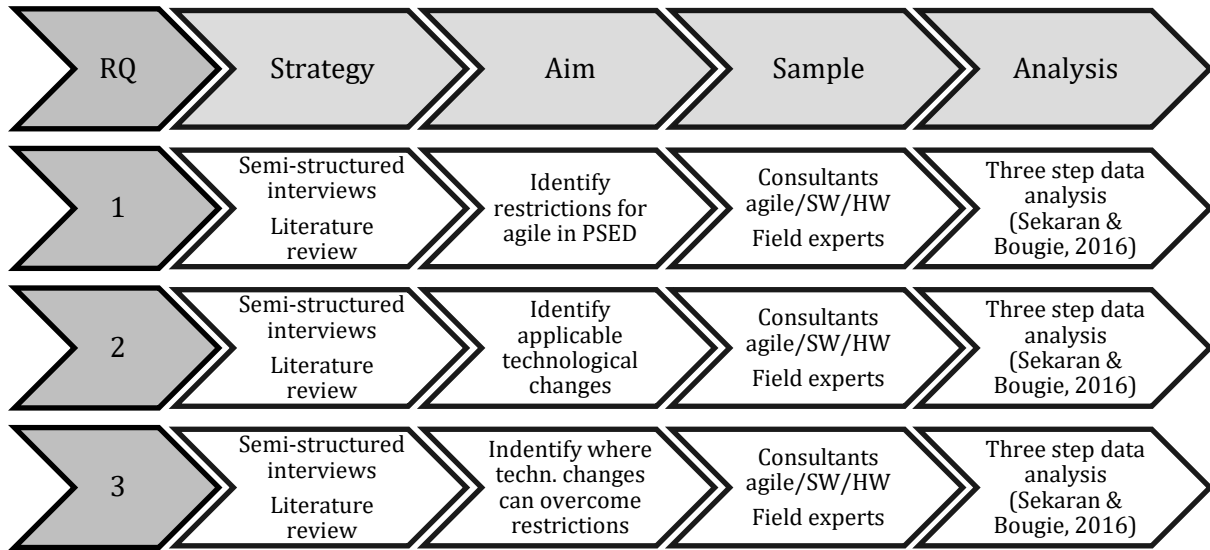 RQ
Strategy
Aim
Sample
Analysis
1
Semi-structured
interviews
Literature
review
Identify
restrictions for
agile in PSED
Consultants
agile/SW/HW
Field experts
Three step data
analysis
(Sekaran &
Bougie, 2016)
2
Semi-structured
interviews
Literature
review
Identify
applicable
technological
changes
Consultants
agile/SW/HW
Field experts
Three step data
analysis
(Sekaran &
Bougie, 2016)
3
Semi-structured
interviews
Literature
review
Indentify where
techn. changes
can overcome
restrictions
Consultants
agile/SW/HW
Field experts
Three step data
analysis
(Sekaran &
Bougie, 2016)